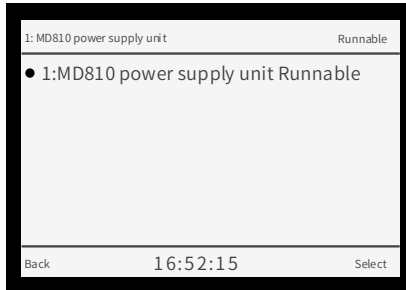 1: MD810 power supply unit Runnable
● 1:MD810 power supply unit Runnable
Back 16:52:15 Select